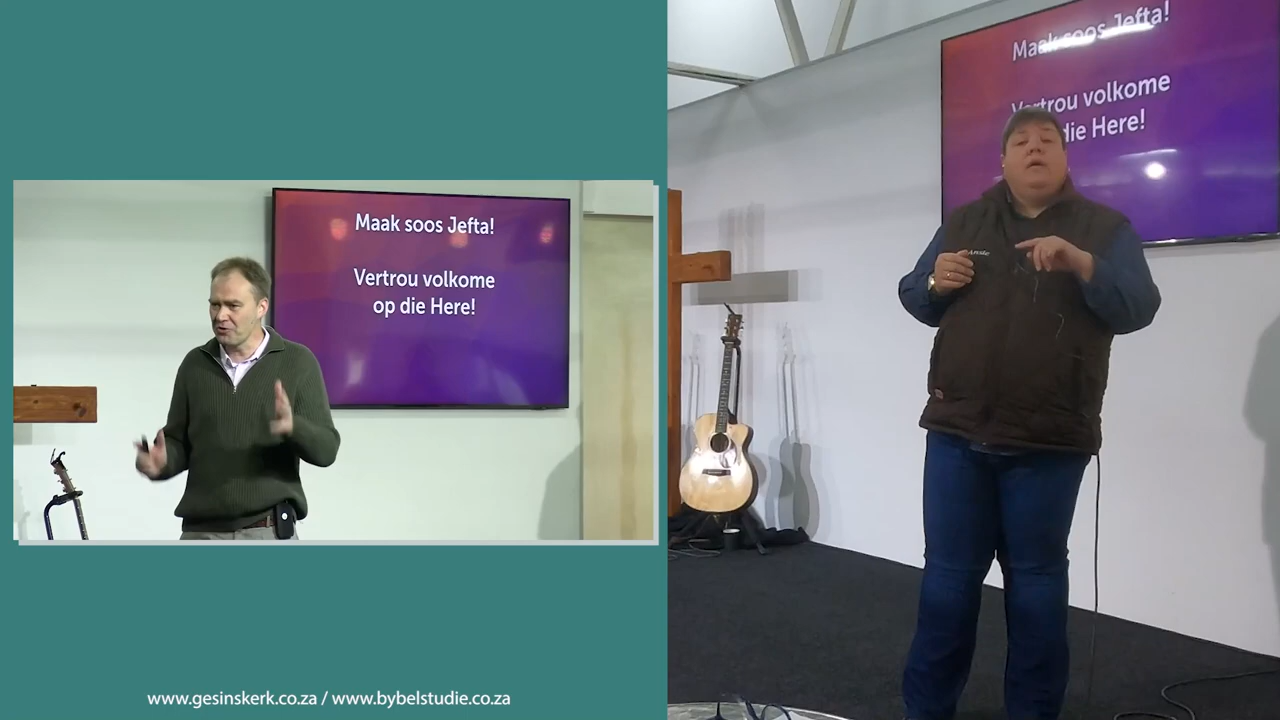 Maak soos Jefta!
Vertrou volkome
op die Here!
Maak soos Jefta!
Vertrou volkome
die Here!
www.gesinskerk.co.za / www.bybelstudie.co.za